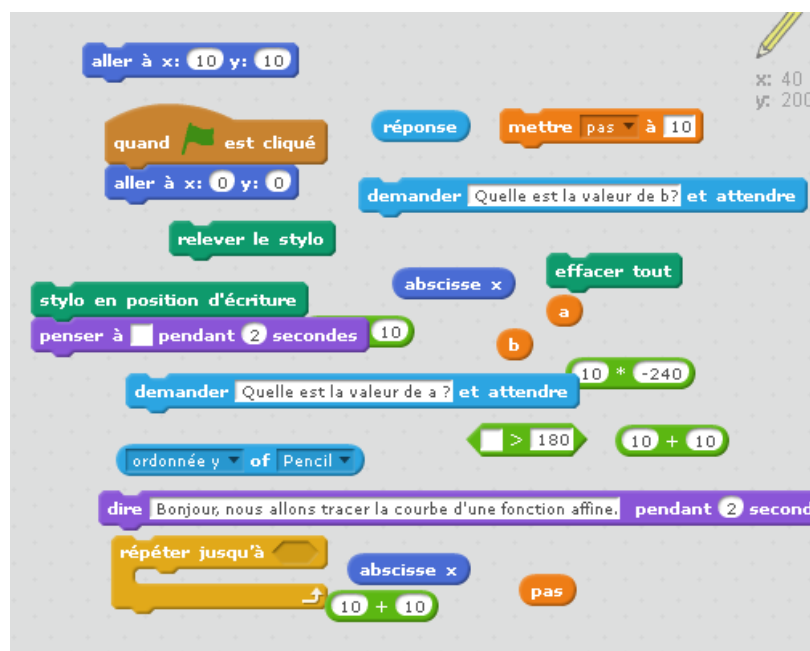 aller à x: 10 y: 10
x: 40
y: 200
quand est cliqué
réponse
mettre pas à 10
aller à x: 0 y: 0
demander Quelle est la valeur de b? et attendre
relever le stylo
effacer tout
abscisse x
stylo en position d'écriture
a
penser à pendant 2 secondes 10
b
10 * -240
demander Quelle est la valeur de a ? et attendre
> 180
10 + 10
ordonnée y of Pencil
dire Bonjour, nous allons tracer la courbe d'une fonction affine. pendant 2 second
répéter jusqu'à
abscisse x
pas
10 + 10